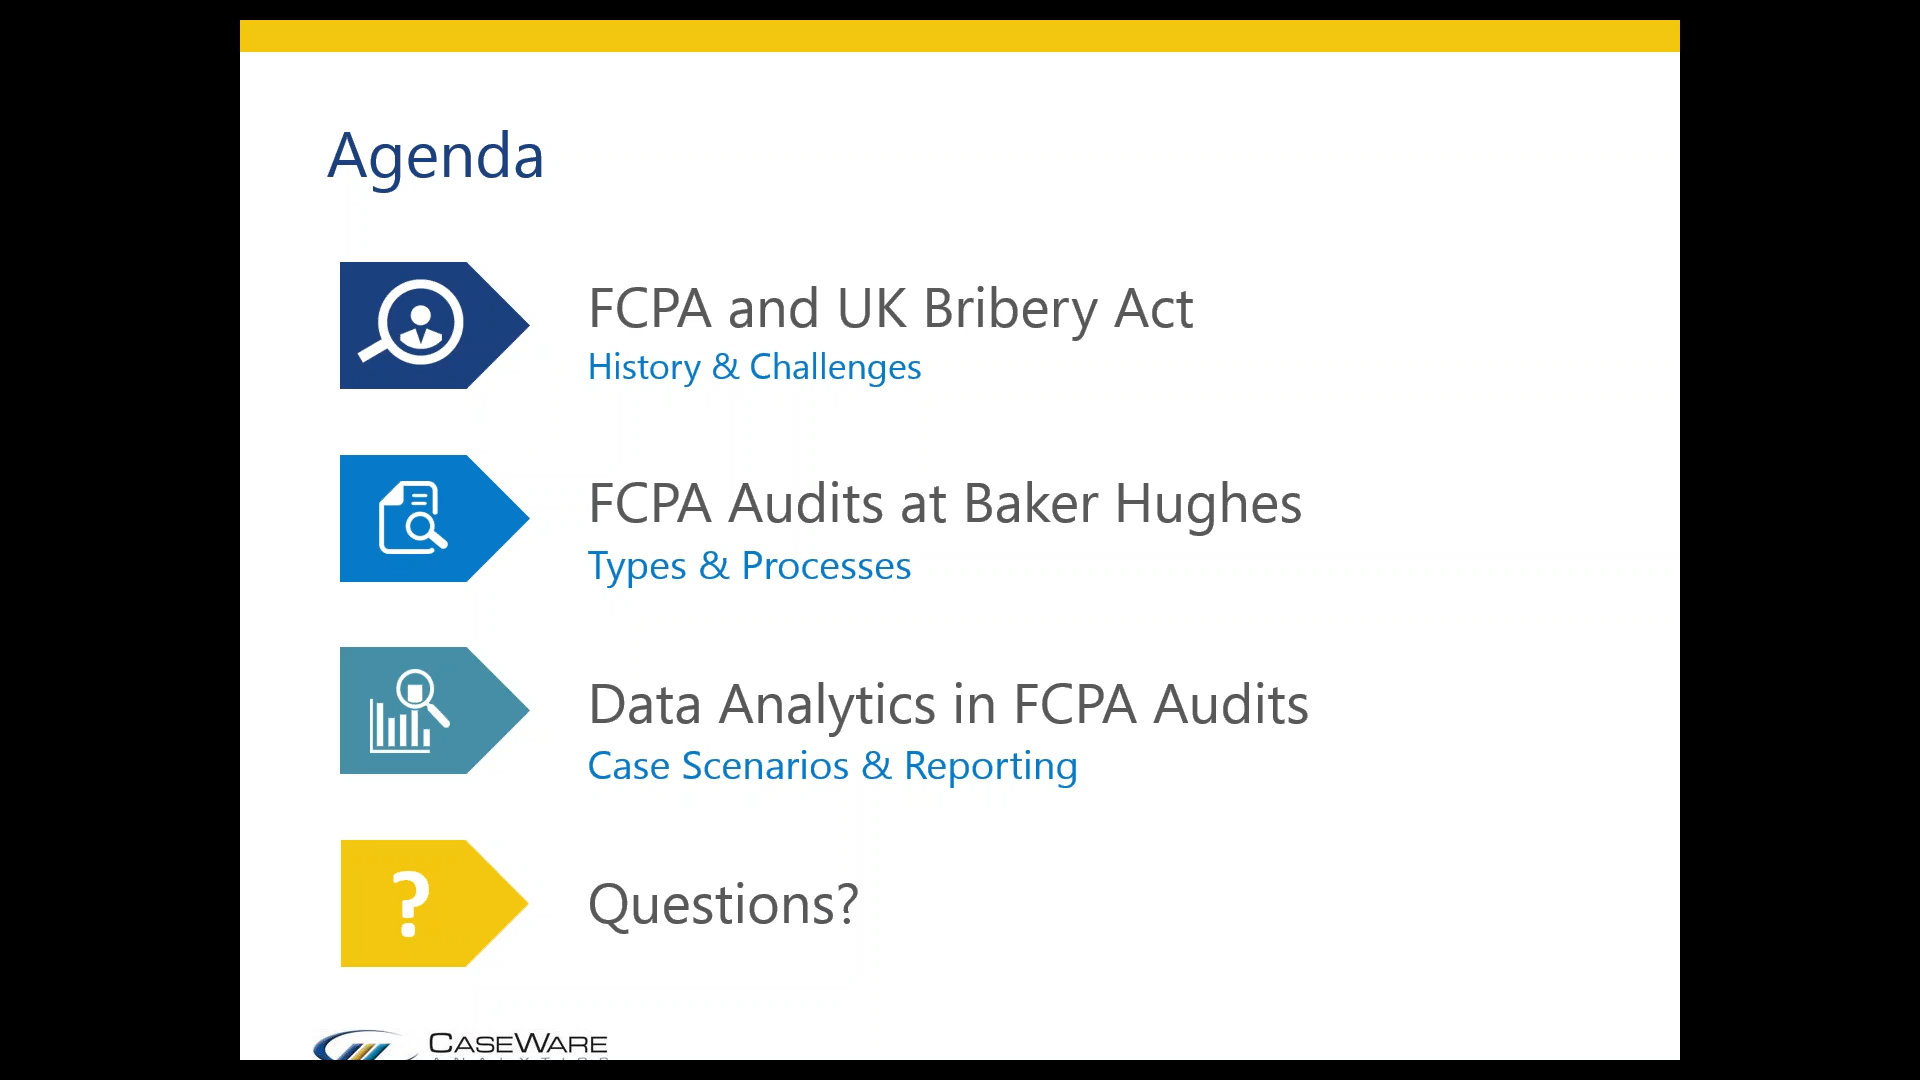 Agenda
FCPA and UK Bribery Act
History & Challenges
FCPA Audits at Baker Hughes
Types & Processes
Data Analytics in FCPA Audits
Case Scenarios & Reporting
?
Questions?
CASEWARE